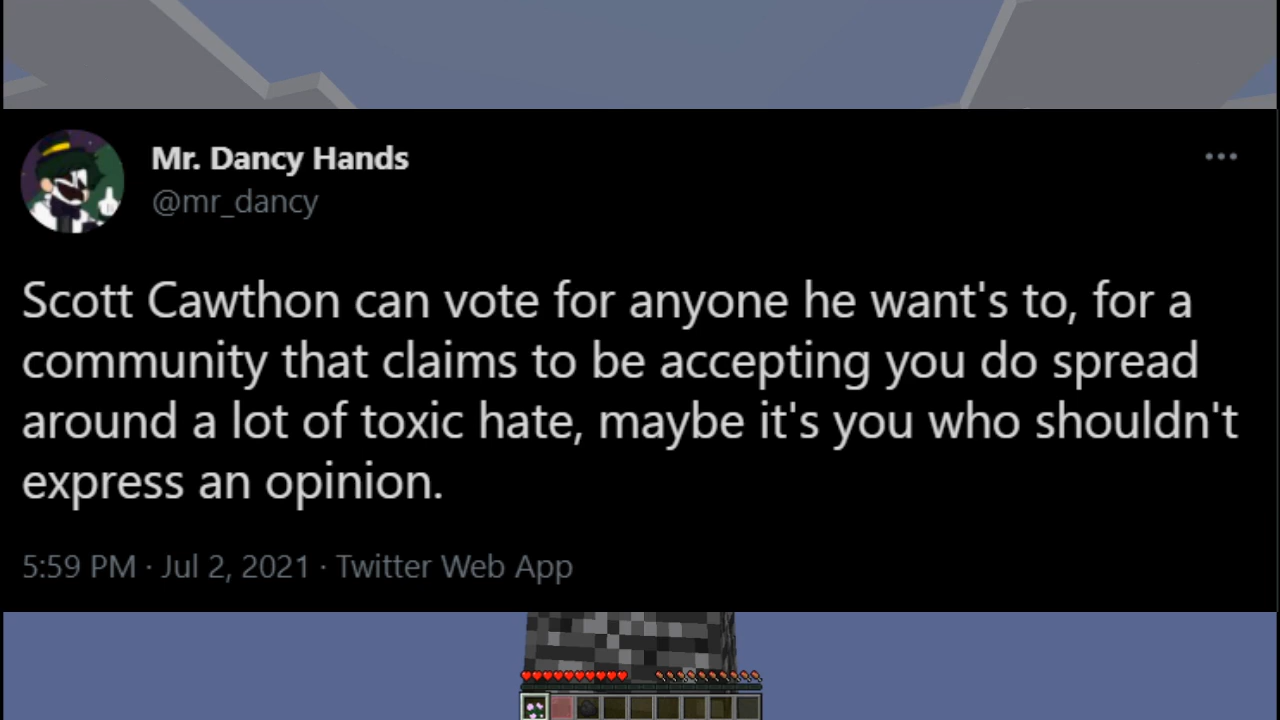 Mr. Dancy Hands
@mr_dancy
Scott Cawthon can vote for anyone he want's to, for a
community that claims to be accepting you do spread
around a lot of toxic hate, maybe it's you who shouldn't
express an opinion.
5:59 PM · Jul 2, 2021 · Twitter Web App